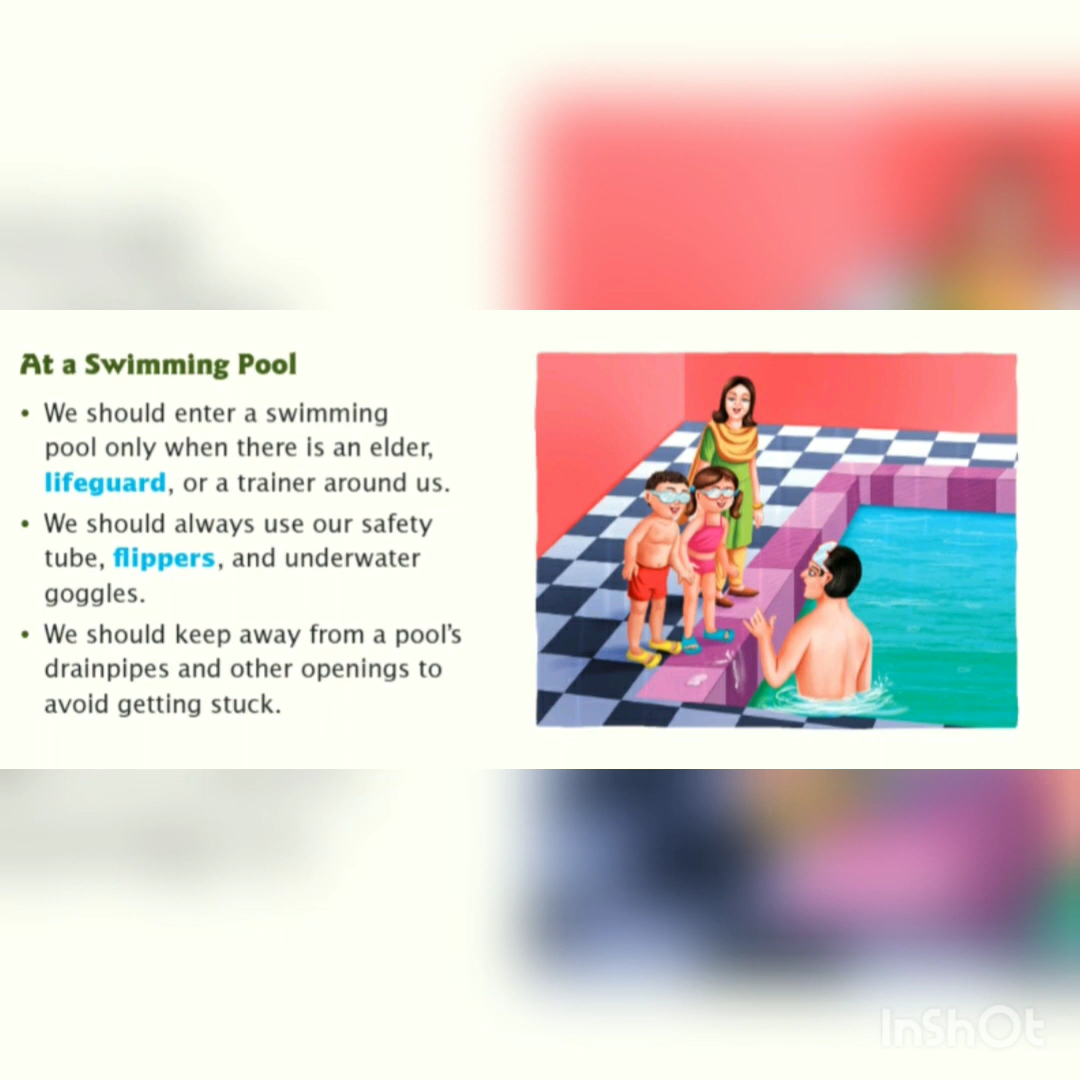 At a Swimming Pool
• We should enter a swimming
pool only when there is an elder,
lifeguard, or a trainer around us.
• We should always use our safety
tube, flippers, and underwater
goggles.
• We should keep away from a pool's
drainpipes and other openings to
avoid getting stuck.
InShOt